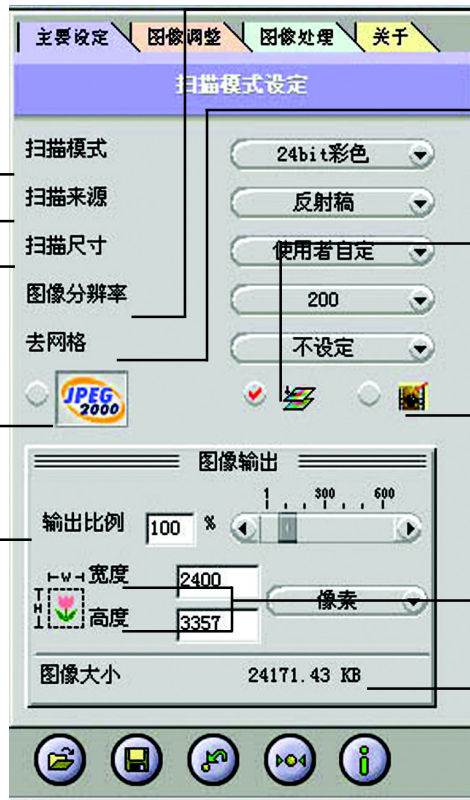 主要设定 图像调整 图像处理 关于
扫描模式设定
扫描模式 24bit彩色
扫描来源 反射稿
扫描尺寸 使用者自定
图像分辨率 200
去网格 不设定
JPEG 2000
图像输出
1 300 600
输出比例 100 %
W 宽度 2400
像素
H 高度 3357
图像大小 24171.43 KB